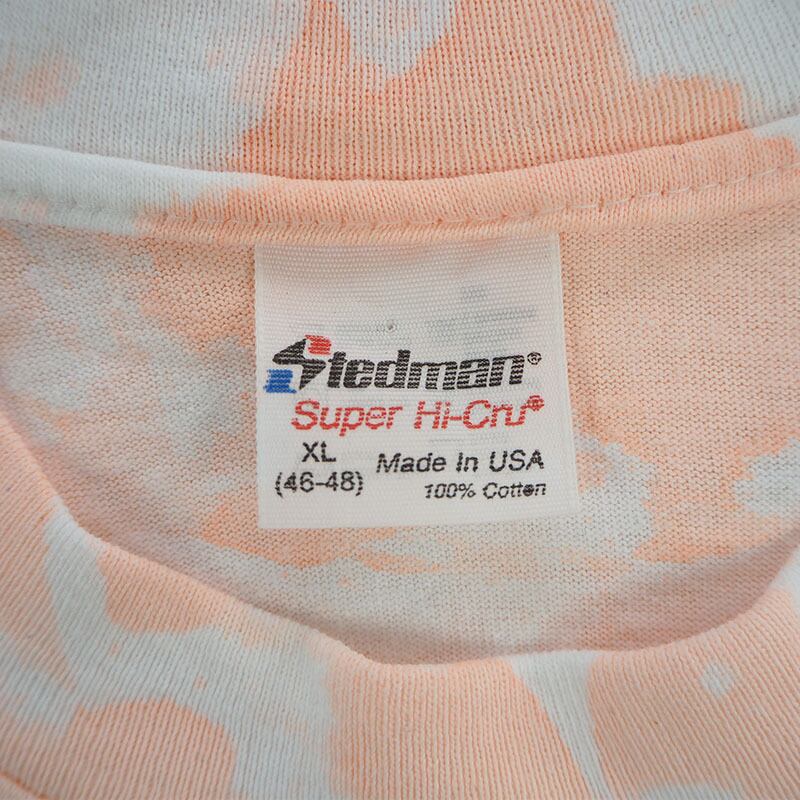 Stedman®
Super Hi-Cru®
XL
(46-48)
Made In USA
100% Cotton